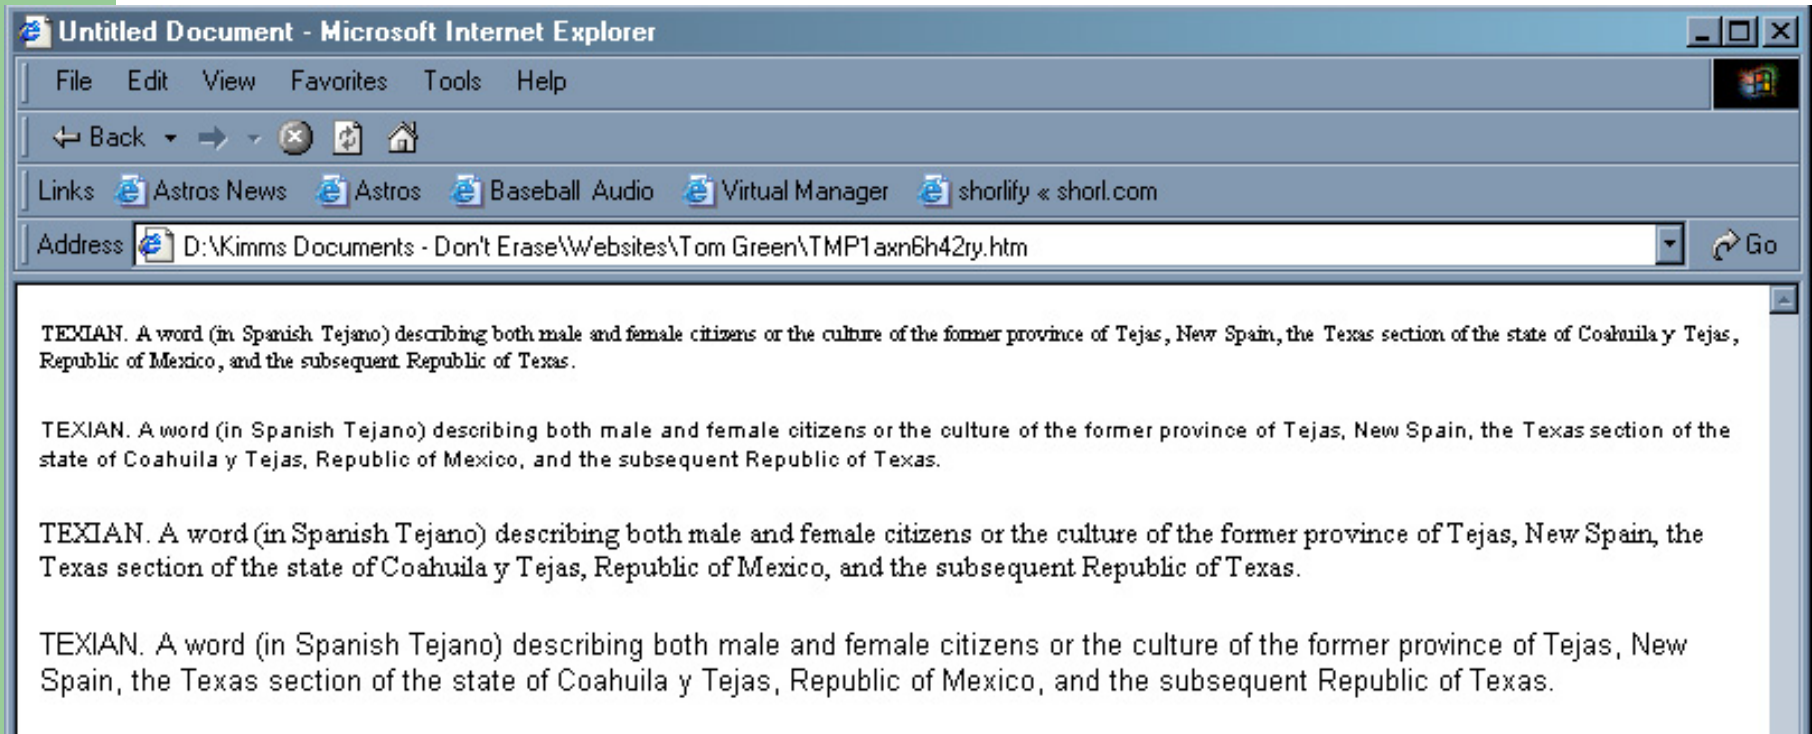 Untitled Document - Microsoft Internet Explorer
File Edit View Favorites Tools Help
Back
Links Astros News Astros Baseball Audio Virtual Manager shorlify « shorl.com
Address D:\Kimms Documents - Don't Erase\Websites\Tom Green\TMP1axn6h42ry.htm Go
TEXIAN. A word (in Spanish Tejano) describing both male and female citizens or the culture of the former province of Tejas, New Spain, the Texas section of the state of Coahuila y Tejas,
Republic of Mexico, and the subsequent Republic of Texas.
TEXIAN. A word (in Spanish Tejano) describing both male and female citizens or the culture of the former province of Tejas, New Spain, the Texas section of the
state of Coahuila y Tejas, Republic of Mexico, and the subsequent Republic of Texas.
TEXIAN. A word (in Spanish Tejano) describing both male and female citizens or the culture of the former province of Tejas, New Spain, the
Texas section of the state of Coahuila y Tejas, Republic of Mexico, and the subsequent Republic of Texas.
TEXIAN. A word (in Spanish Tejano) describing both male and female citizens or the culture of the former province of Tejas, New
Spain, the Texas section of the state of Coahuila y Tejas, Republic of Mexico, and the subsequent Republic of Texas.